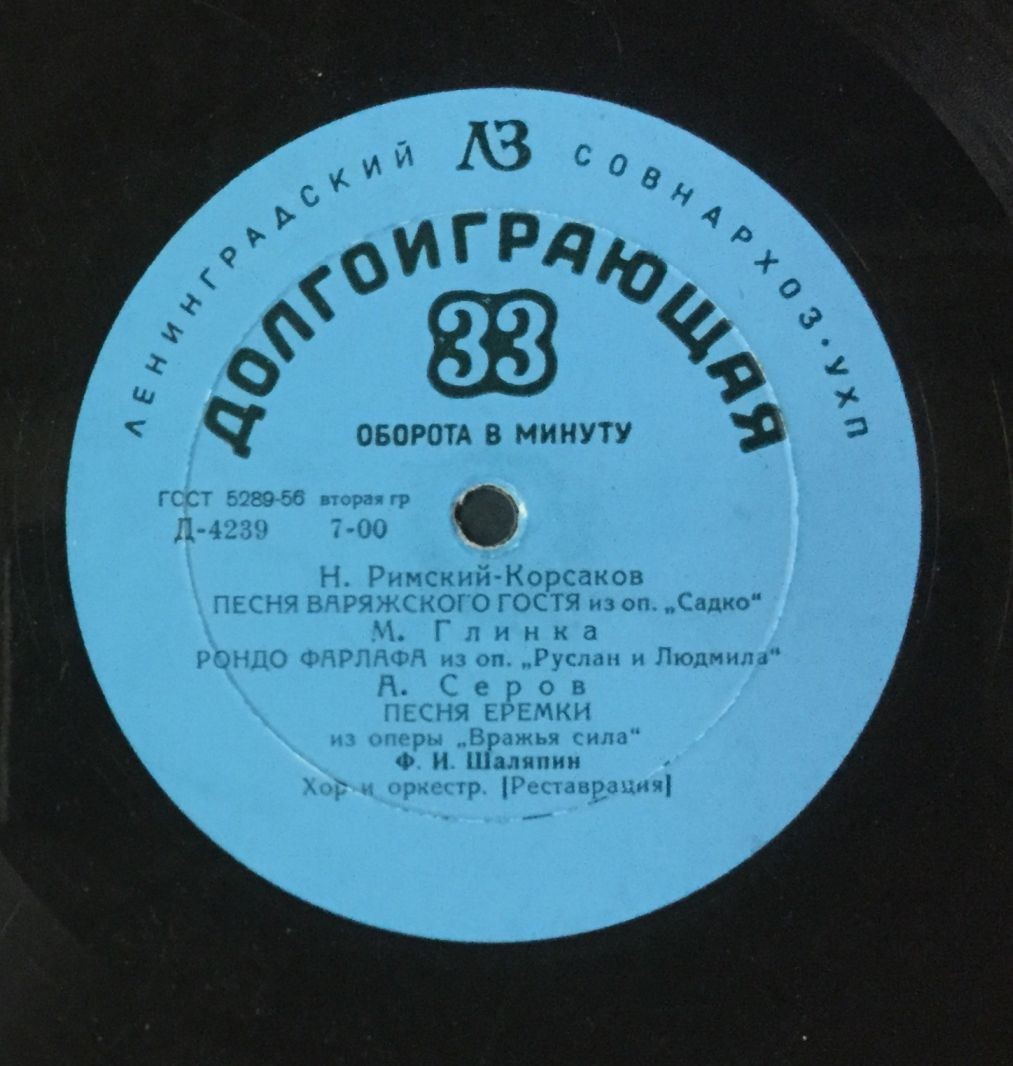 ЛЕНИНГРАДСКИЙ ЛЗ СОВНАРХОЗ · УХП
ДОЛГОИГРАЮЩАЯ
33
ОБОРОТА В МИНУТУ
ГОСТ 5289-56 вторая гр
Д-4239 7-00
Н. Римский-Корсаков
ПЕСНЯ ВАРЯЖСКОГО ГОСТЯ из оп. „Садко“
М. Глинка
РОНДО ФАРЛАФА из оп. „Руслан и Людмила“
А. Серов
ПЕСНЯ ЕРЕМКИ
из оперы „Вражья сила“
Ф. И. Шаляпин
Хор и оркестр. [Реставрация]